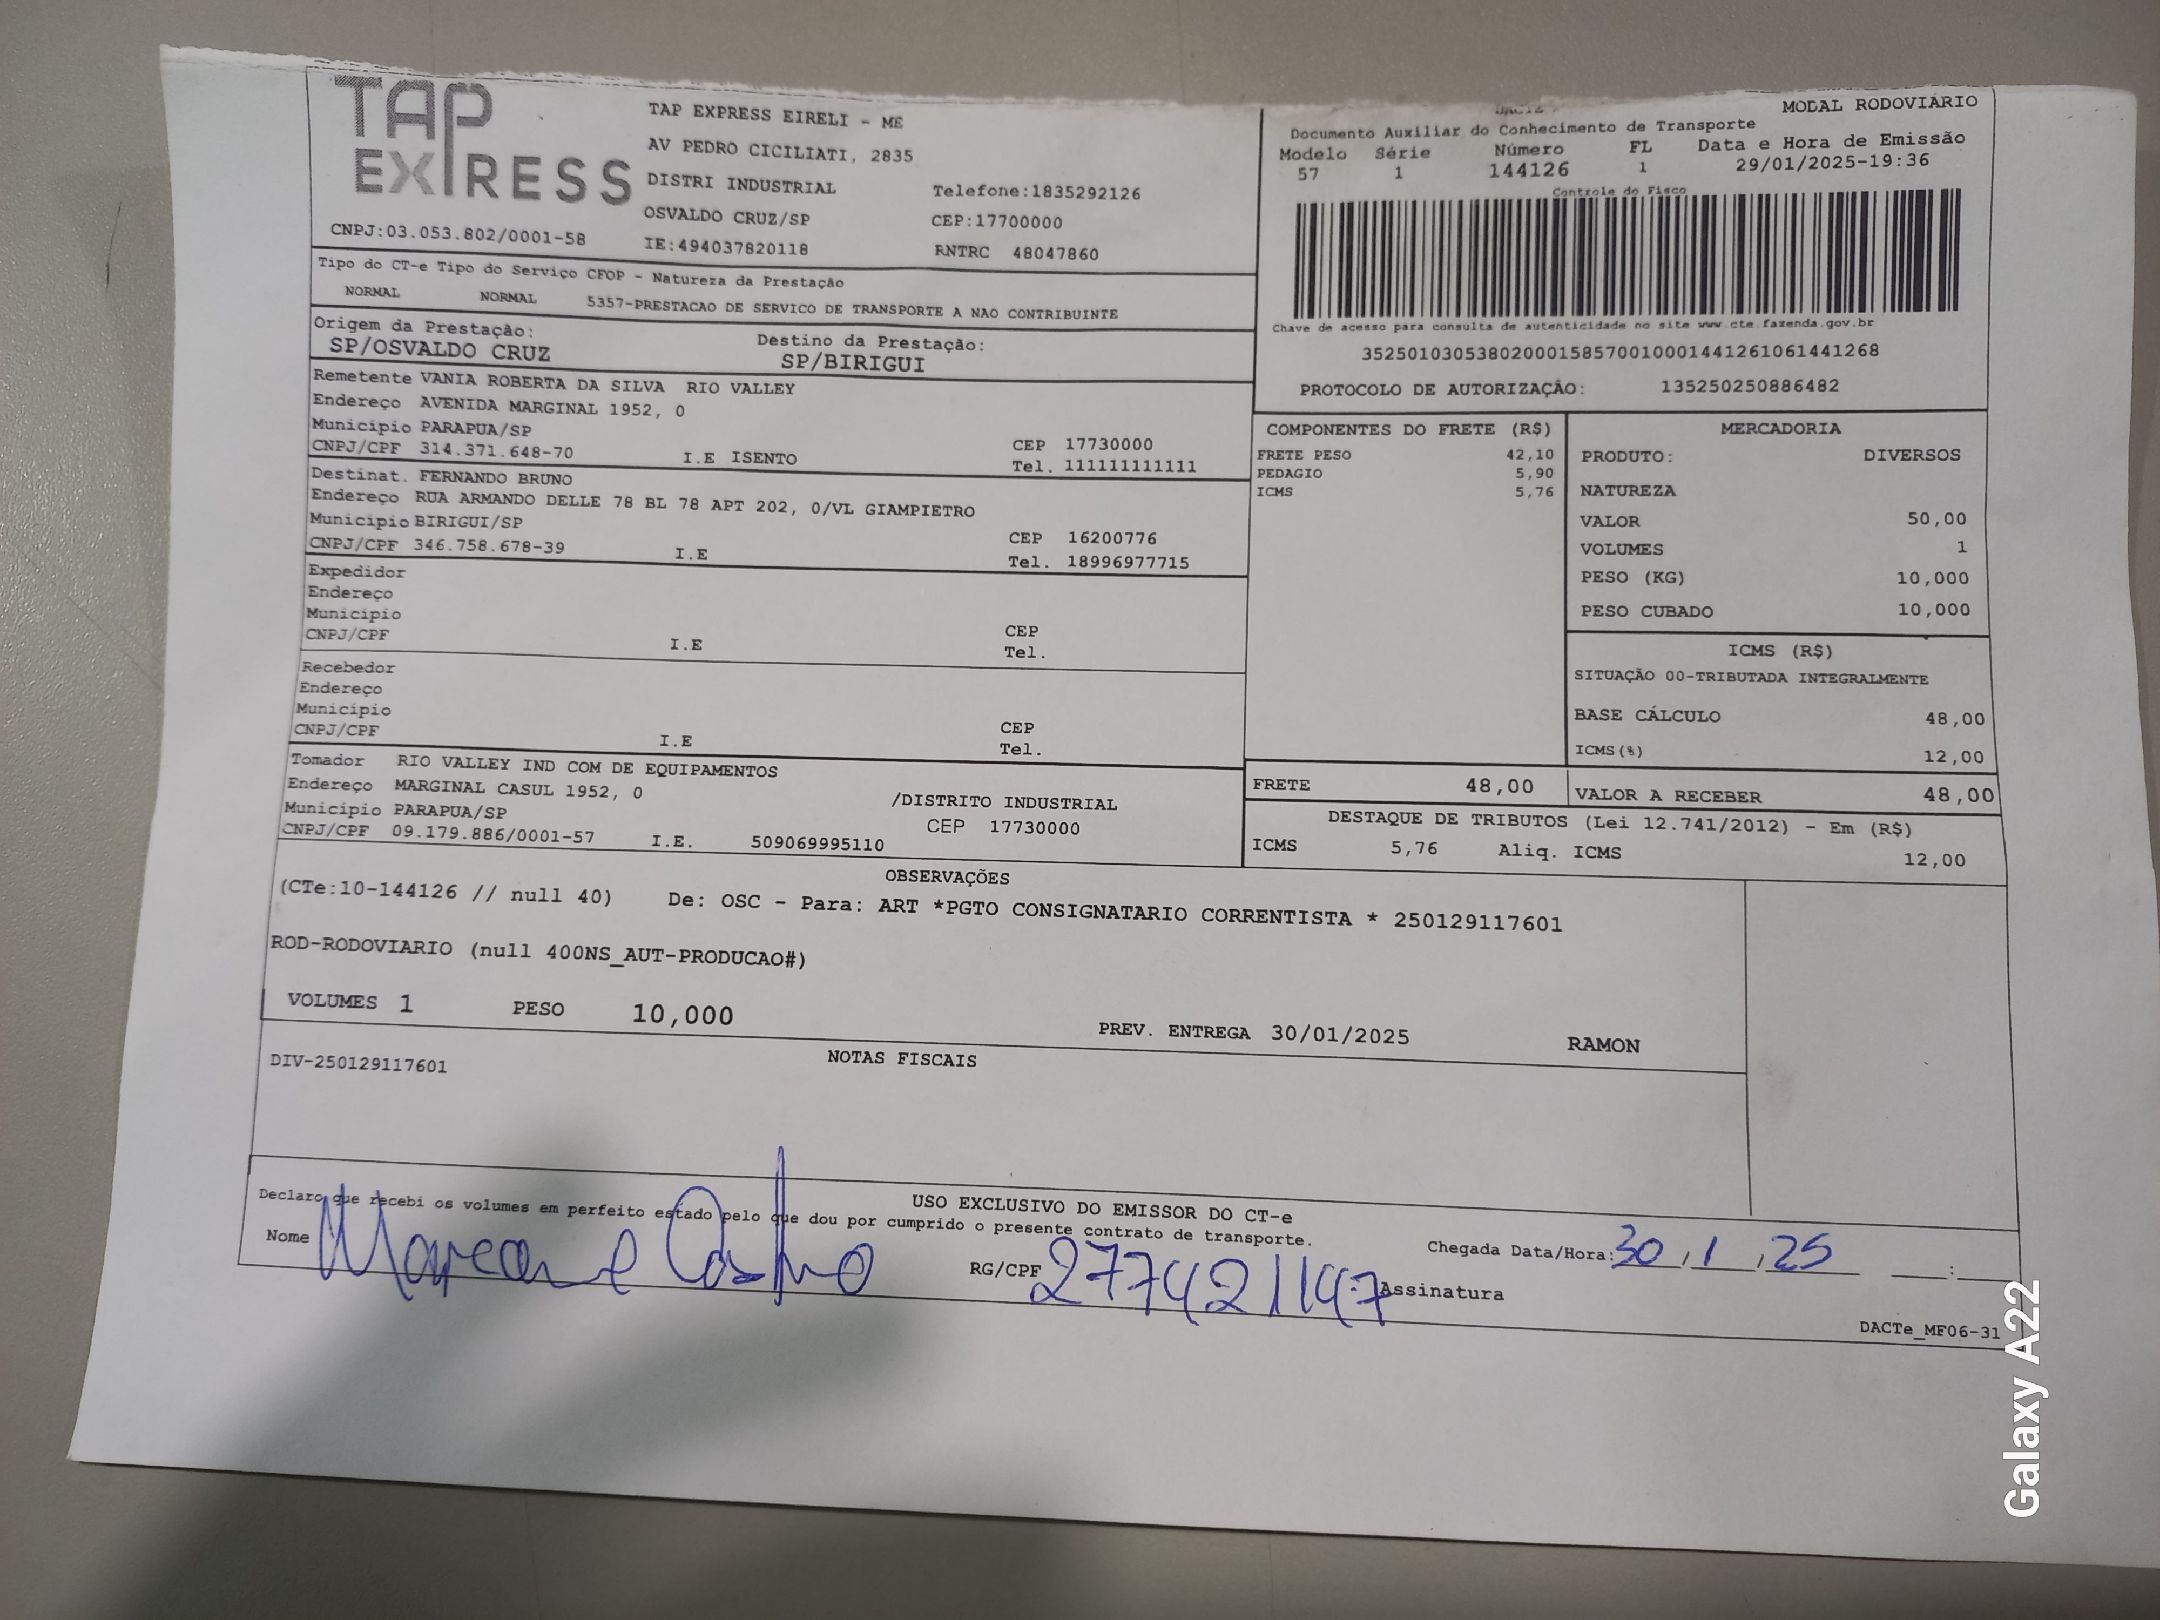 TAP EXPRESS
TAP EXPRESS EIRELI - ME
AV PEDRO CICILIATI, 2835
DISTRI INDUSTRIAL Telefone:1835292126
OSVALDO CRUZ/SP CEP:17700000
CNPJ:03.053.802/0001-58 IE:494037820118 RNTRC 48047860
MODAL RODOVIÁRIO
Documento Auxiliar do Conhecimento de Transporte
Modelo Série Número FL Data e Hora de Emissão
57 1 144126 1 29/01/2025-19:36
Controle do Fisco
Chave de acesso para consulta de autenticidade no site www.cte.fazenda.gov.br
35250103053802000158570010001441261061441268
PROTOCOLO DE AUTORIZAÇÃO: 135250250886482
Tipo do CT-e Tipo do Serviço CFOP - Natureza da Prestação
NORMAL NORMAL 5357-PRESTACAO DE SERVICO DE TRANSPORTE A NAO CONTRIBUINTE
Origem da Prestação: Destino da Prestação:
SP/OSVALDO CRUZ SP/BIRIGUI
Remetente VANIA ROBERTA DA SILVA RIO VALLEY
Endereço AVENIDA MARGINAL 1952, 0
Município PARAPUA/SP CEP 17730000
CNPJ/CPF 314.371.648-70 I.E ISENTO Tel. 111111111111
Destinat. FERNANDO BRUNO
Endereço RUA ARMANDO DELLE 78 BL 78 APT 202, 0/VL GIAMPIETRO
Município BIRIGUI/SP CEP 16200776
CNPJ/CPF 346.758.678-39 I.E Tel. 18996977715
Expedidor
Endereço
Município CEP
CNPJ/CPF I.E Tel.
Recebedor
Endereço
Município CEP
CNPJ/CPF I.E Tel.
Tomador RIO VALLEY IND COM DE EQUIPAMENTOS
Endereço MARGINAL CASUL 1952, 0 /DISTRITO INDUSTRIAL
Município PARAPUA/SP CEP 17730000
CNPJ/CPF 09.179.886/0001-57 I.E. 509069995110
COMPONENTES DO FRETE (R$)
FRETE PESO 42,10
PEDAGIO 5,90
ICMS 5,76
MERCADORIA
PRODUTO: DIVERSOS
NATUREZA
VALOR 50,00
VOLUMES 1
PESO (KG) 10,000
PESO CUBADO 10,000
ICMS (R$)
SITUAÇÃO 00-TRIBUTADA INTEGRALMENTE
BASE CÁLCULO 48,00
ICMS(%) 12,00
FRETE 48,00 VALOR A RECEBER 48,00
DESTAQUE DE TRIBUTOS (Lei 12.741/2012) - Em (R$)
ICMS 5,76 Aliq. ICMS 12,00
OBSERVAÇÕES
(CTe:10-144126 // null 40) De: OSC - Para: ART *PGTO CONSIGNATARIO CORRENTISTA * 250129117601
ROD-RODOVIARIO (null 400NS_AUT-PRODUCAO#)
VOLUMES 1 PESO 10,000 PREV. ENTREGA 30/01/2025 RAMON
NOTAS FISCAIS
DIV-250129117601
USO EXCLUSIVO DO EMISSOR DO CT-e
Declaro que recebi os volumes em perfeito estado pelo que dou por cumprido o presente contrato de transporte.
Nome RG/CPF 277421147 Assinatura
Chegada Data/Hora: 30/1/25 :
DACTe_MF06-31
Galaxy A22